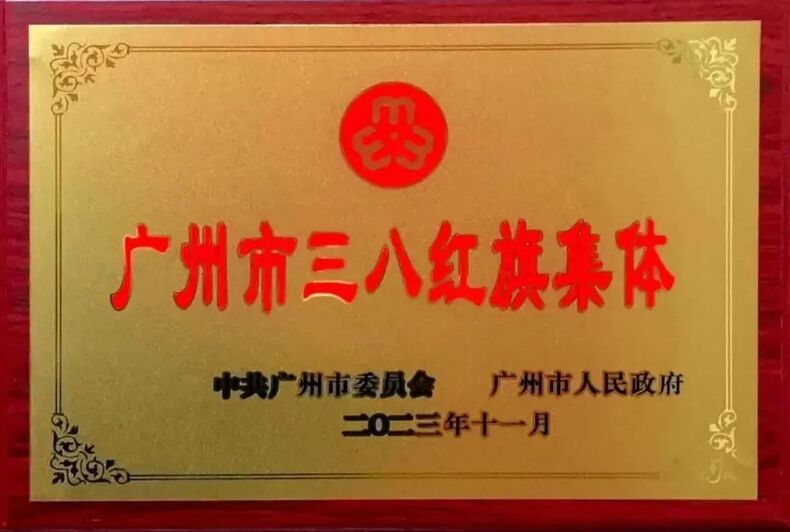 广州市三八红旗集体
中共广州市委员会 广州市人民政府
二〇二三年十一月